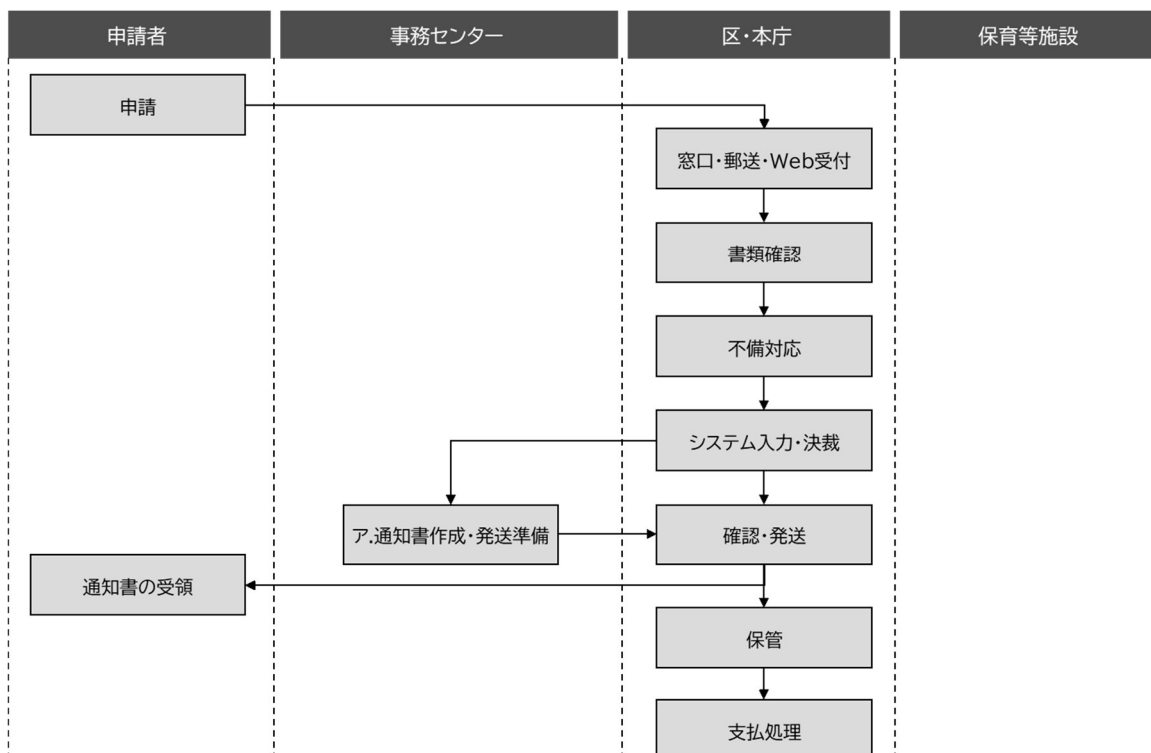 申請者
事務センター
区・本庁
保育等施設
申請
窓口・郵送・Web受付
書類確認
不備対応
システム入力・決裁
ア.通知書作成・発送準備
確認・発送
通知書の受領
保管
支払処理